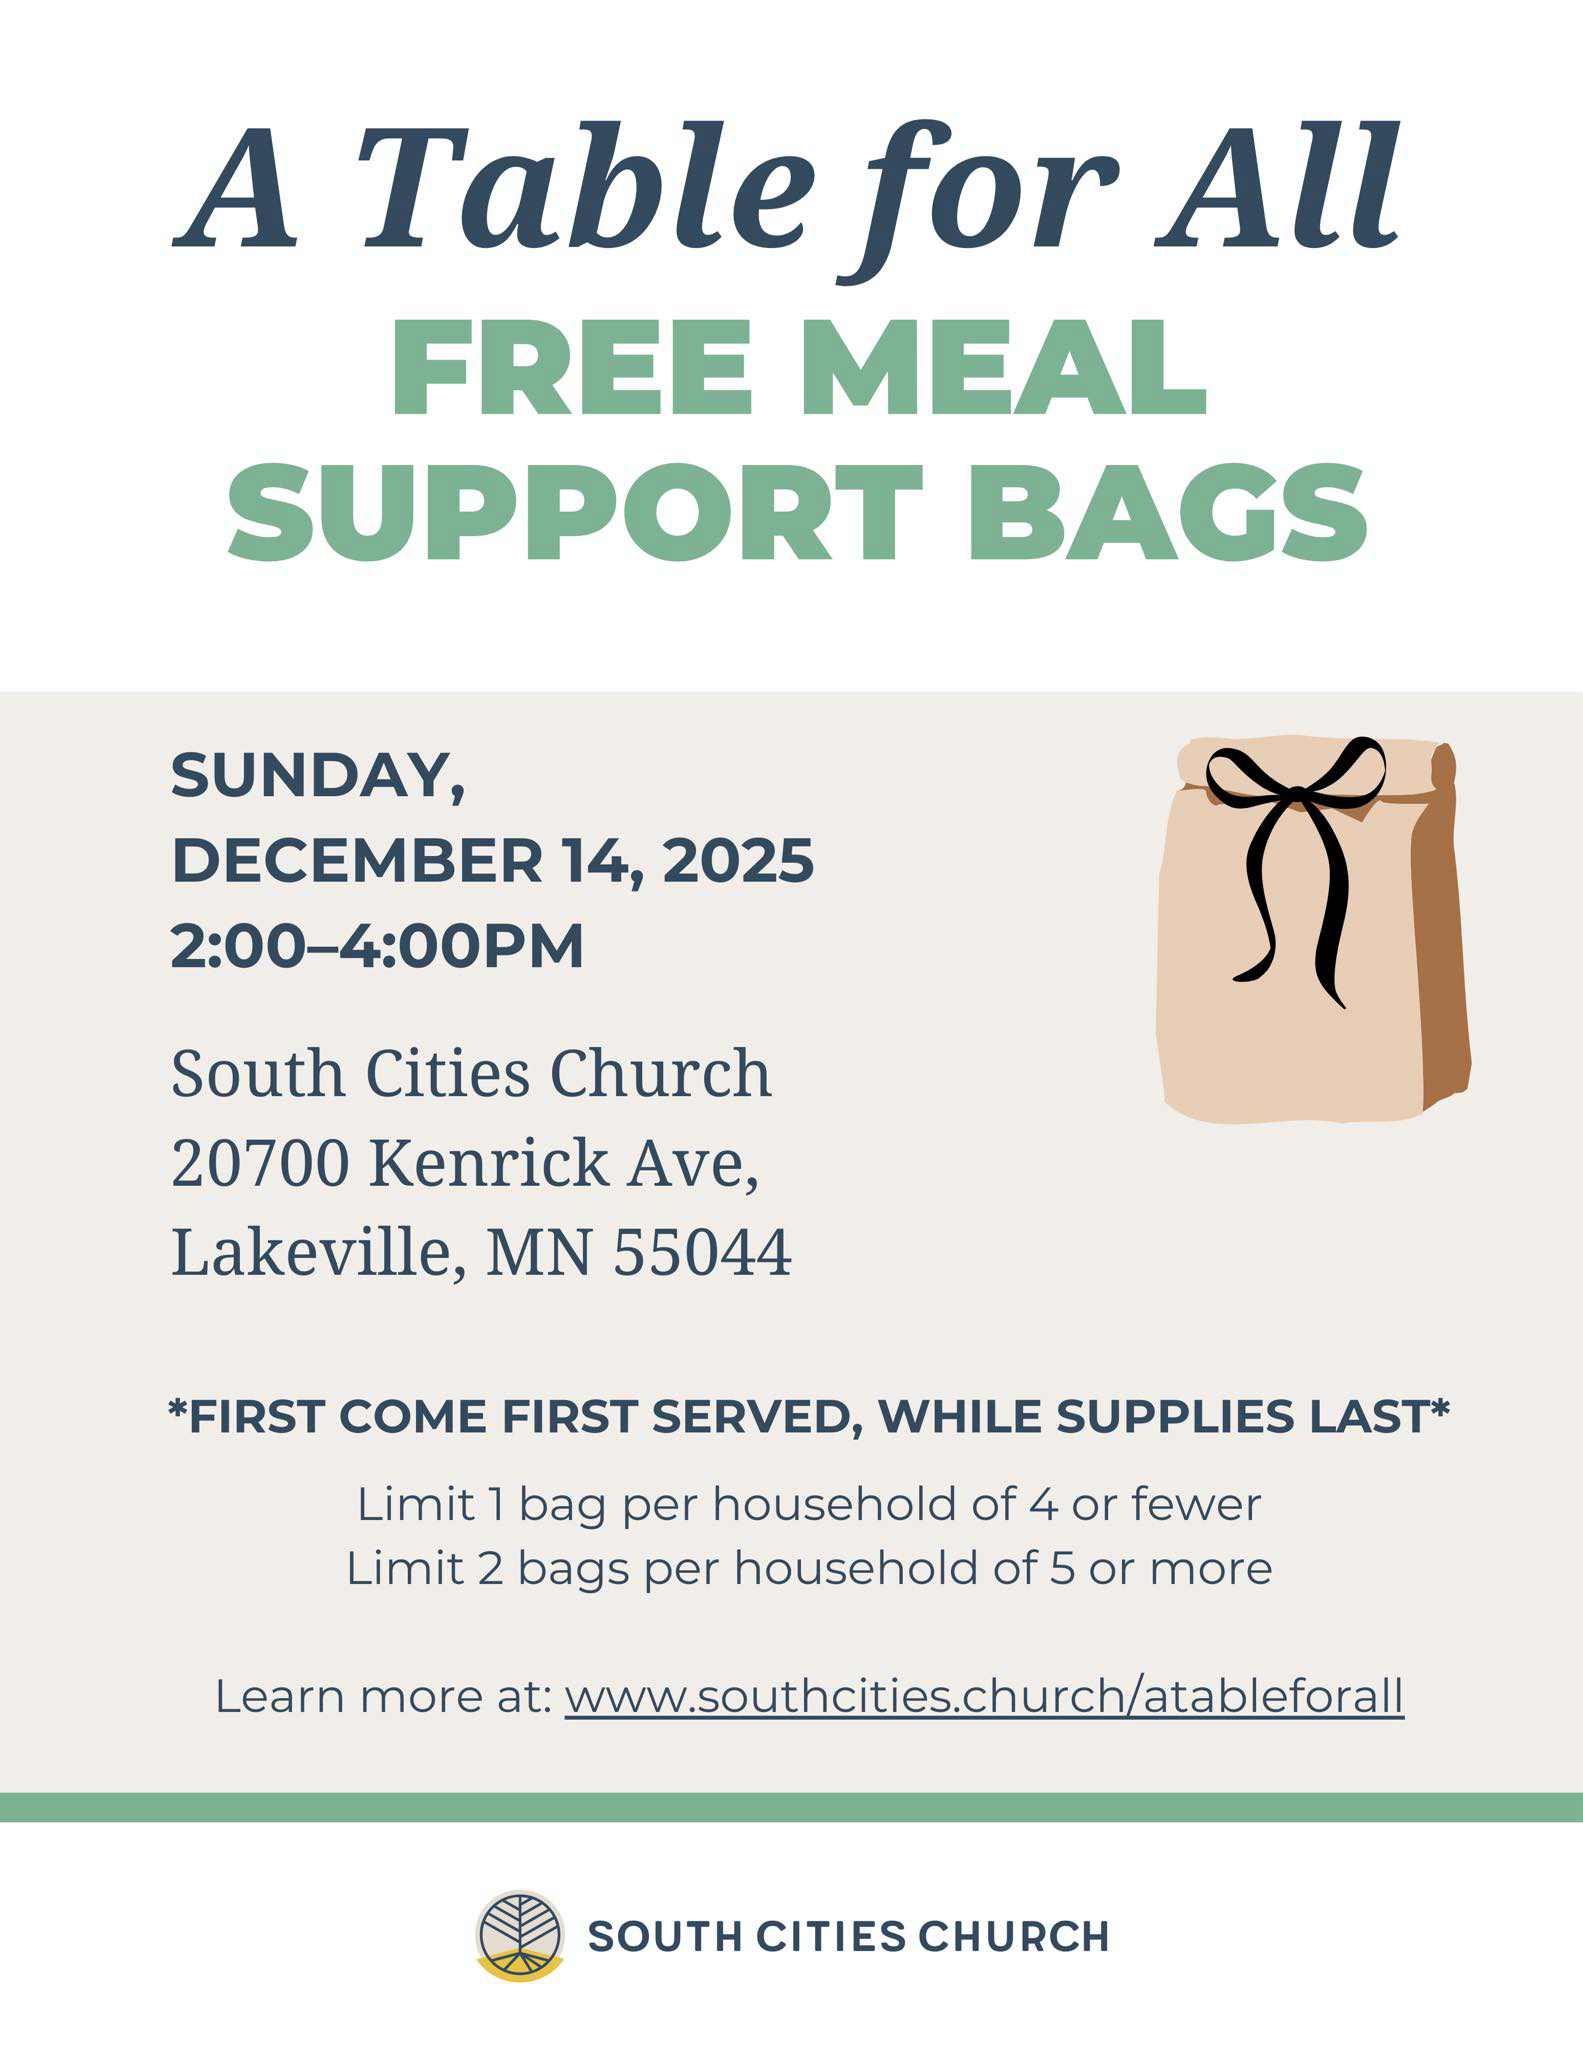 A Table for All
FREE MEAL
SUPPORT BAGS
SUNDAY,
DECEMBER 14, 2025
2:00–4:00PM
South Cities Church
20700 Kenrick Ave,
Lakeville, MN 55044
*FIRST COME FIRST SERVED, WHILE SUPPLIES LAST*
Limit 1 bag per household of 4 or fewer
Limit 2 bags per household of 5 or more
Learn more at: www.southcities.church/atableforall
SOUTH CITIES CHURCH